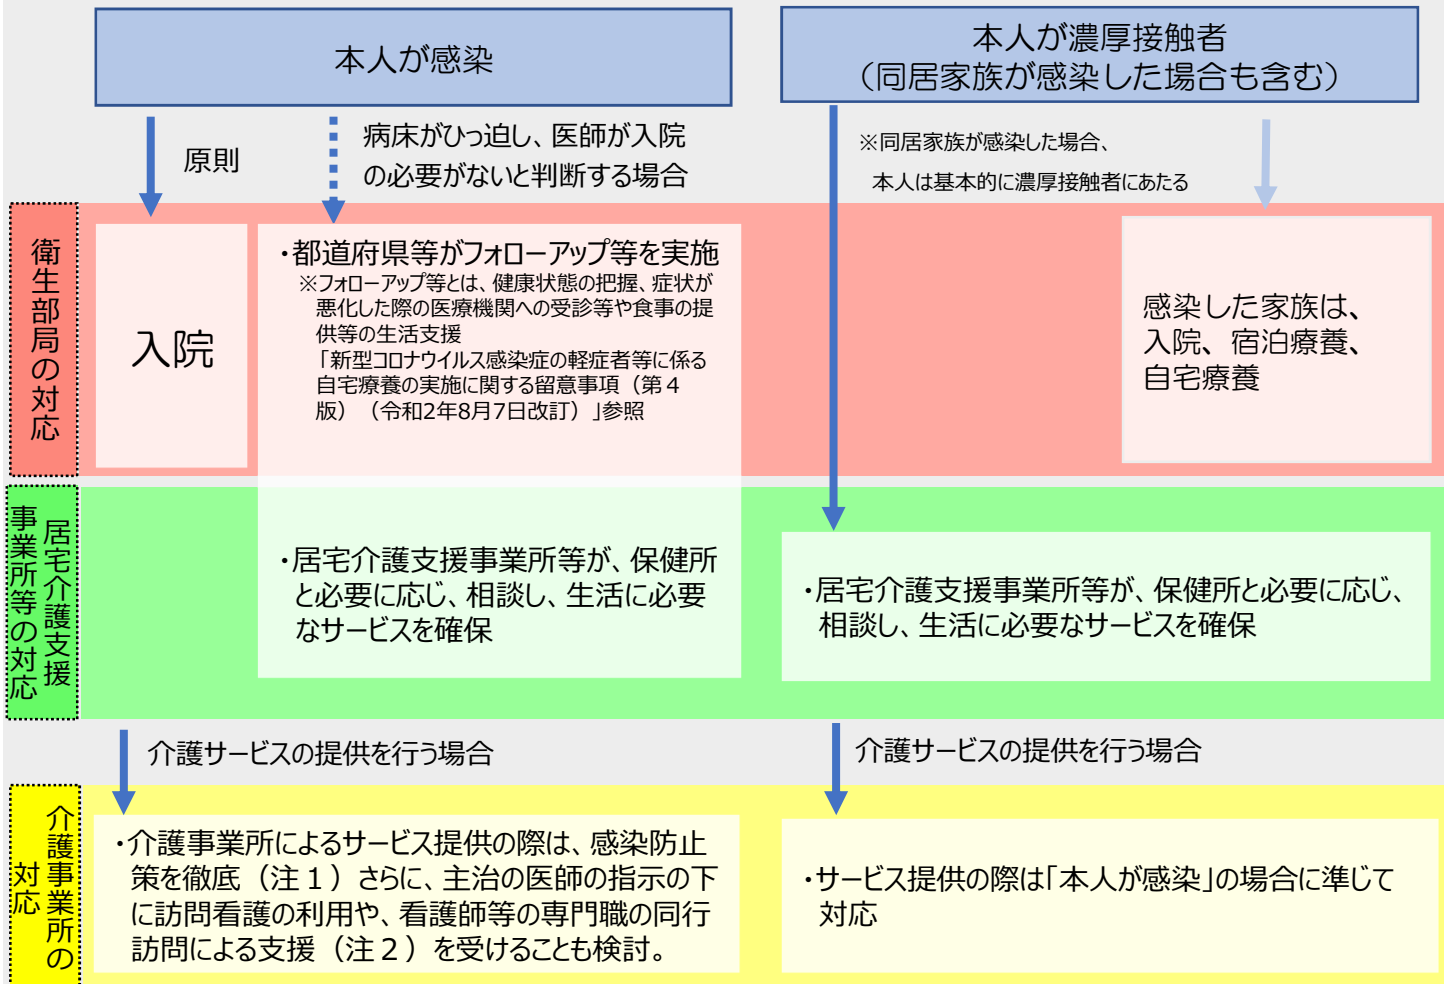 本人が感染
本人が濃厚接触者
（同居家族が感染した場合も含む）
原則
病床がひっ迫し、医師が入院
の必要がないと判断する場合
※同居家族が感染した場合、
本人は基本的に濃厚接触者にあたる
衛生部局の対応
入院
・都道府県等がフォローアップ等を実施
※フォローアップ等とは、健康状態の把握、症状が
悪化した際の医療機関への受診等や食事の提
供等の生活支援
「新型コロナウイルス感染症の軽症者等に係る
自宅療養の実施に関する留意事項（第４
版）（令和2年8月7日改訂）」参照
感染した家族は、
入院、宿泊療養、
自宅療養
居宅介護支援
事業所等の対応
・居宅介護支援事業所等が、保健所
と必要に応じ、相談し、生活に必要
なサービスを確保
・居宅介護支援事業所等が、保健所と必要に応じ、
相談し、生活に必要なサービスを確保
介護サービスの提供を行う場合
介護サービスの提供を行う場合
介護事業所の
対応
・介護事業所によるサービス提供の際は、感染防止
策を徹底（注１）さらに、主治の医師の指示の下
に訪問看護の利用や、看護師等の専門職の同行
訪問による支援（注２）を受けることも検討。
・サービス提供の際は「本人が感染」の場合に準じて
対応